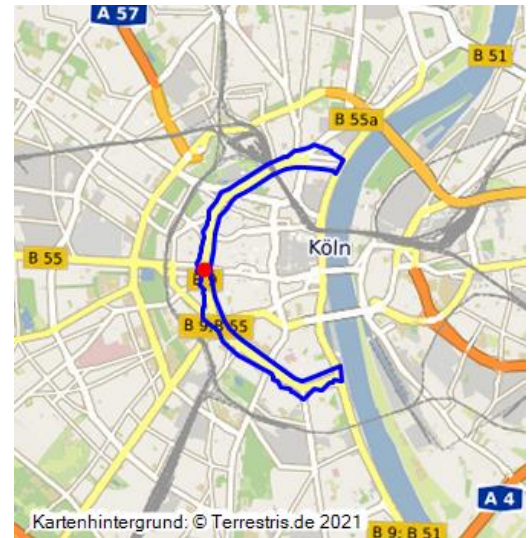 A 57
B 51
B 55a
Köln
B 55
B 9; B 55
A 4
Kartenhintergrund: © Terrestris.de 2021
B 9; B 51